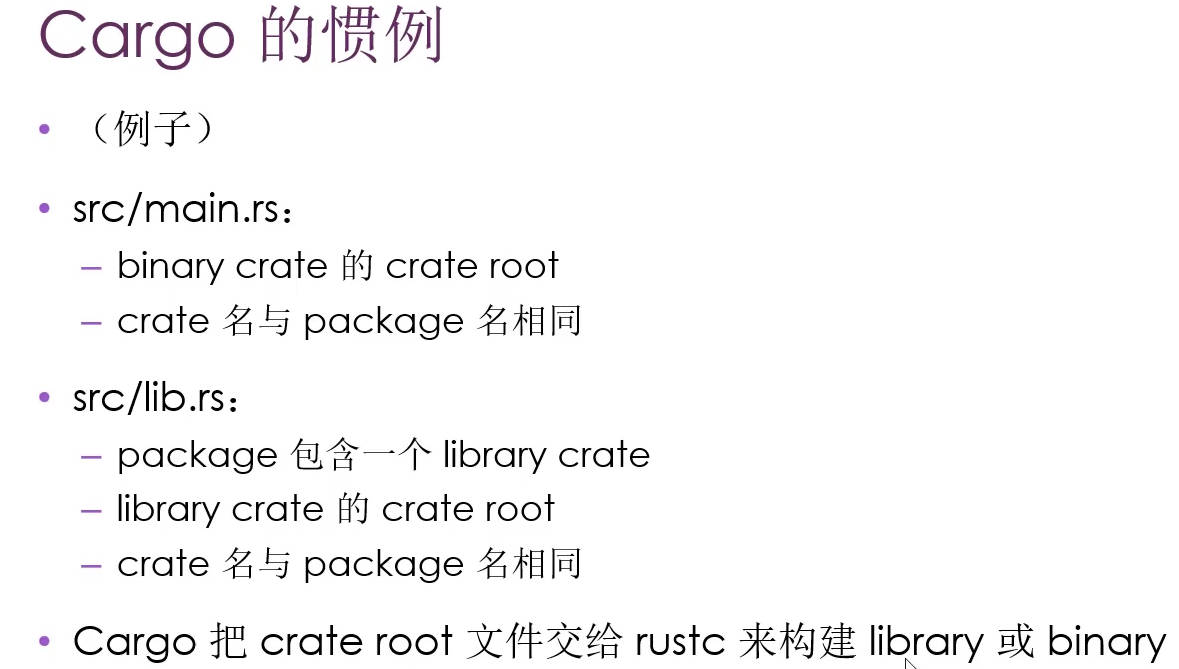 Cargo 的惯例
• （例子）
• src/main.rs：
– binary crate 的 crate root
– crate 名与 package 名相同
• src/lib.rs：
– package 包含一个 library crate
– library crate 的 crate root
– crate 名与 package 名相同
• Cargo 把 crate root 文件交给 rustc 来构建 library 或 binary